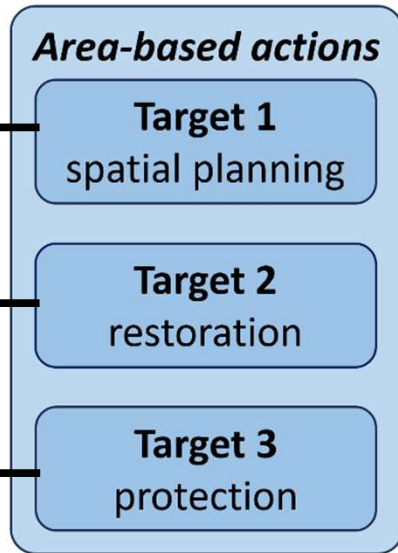 Area-based actions
Target 1
spatial planning
Target 2
restoration
Target 3
protection